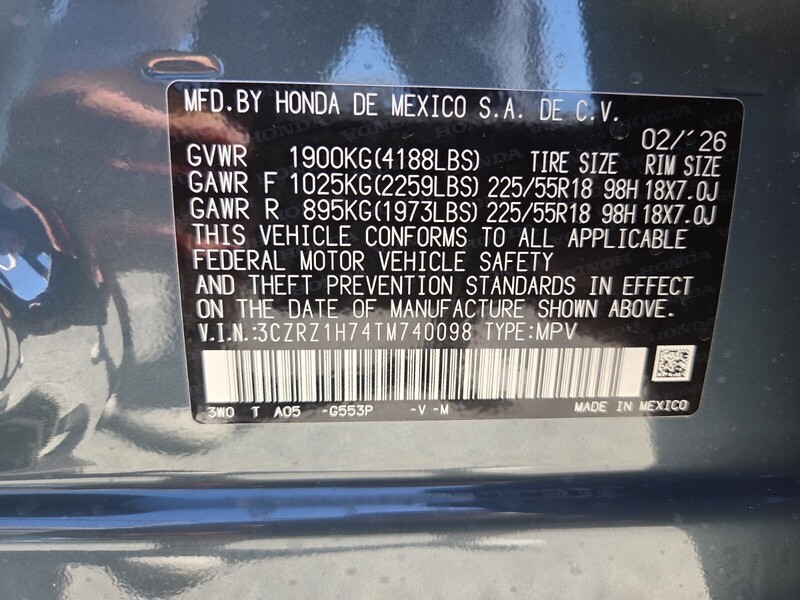 MFD.BY HONDA DE MEXICO S.A. DE C.V.
02/'26
GVWR 1900KG(4188LBS) TIRE SIZE RIM SIZE
GAWR F 1025KG(2259LBS) 225/55R18 98H 18X7.0J
GAWR R 895KG(1973LBS) 225/55R18 98H 18X7.0J
THIS VEHICLE CONFORMS TO ALL APPLICABLE
FEDERAL MOTOR VEHICLE SAFETY
AND THEFT PREVENTION STANDARDS IN EFFECT
ON THE DATE OF MANUFACTURE SHOWN ABOVE.
V.I.N.:3CZRZ1H74TM740098 TYPE:MPV
3W0 T A05 -G553P -V -M MADE IN MEXICO